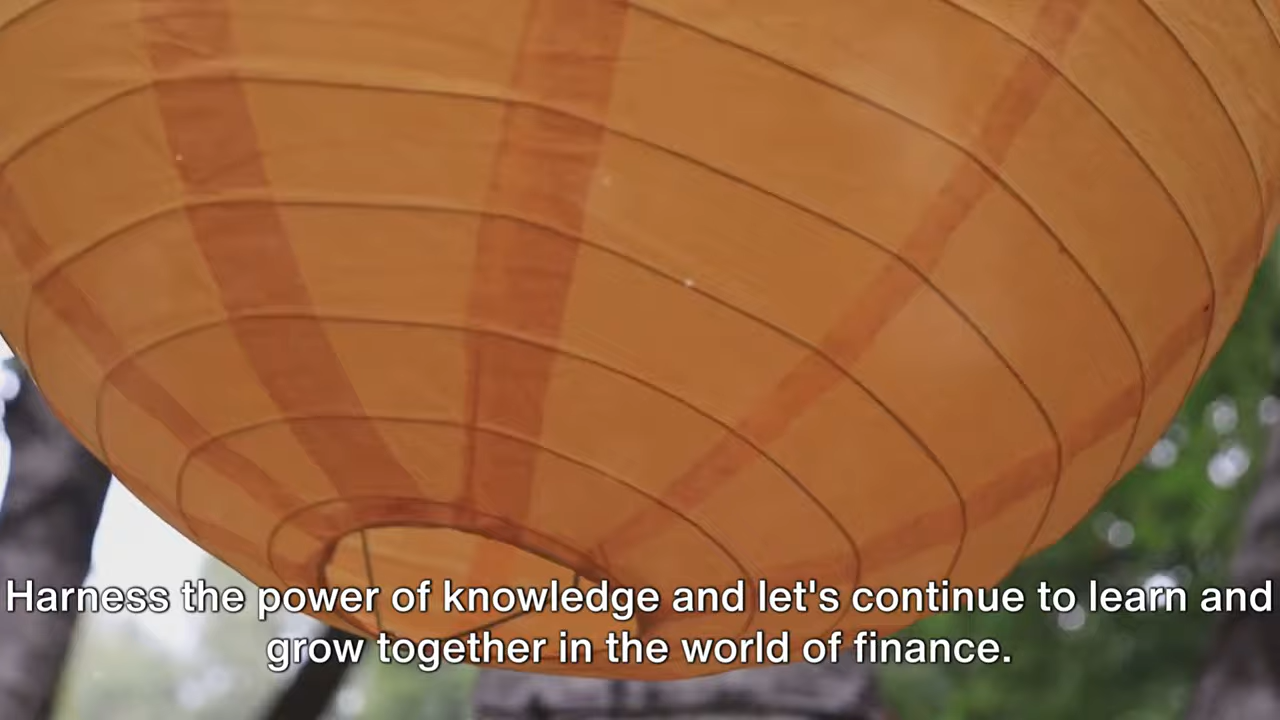 Harness the power of knowledge and let's continue to learn and
grow together in the world of finance.